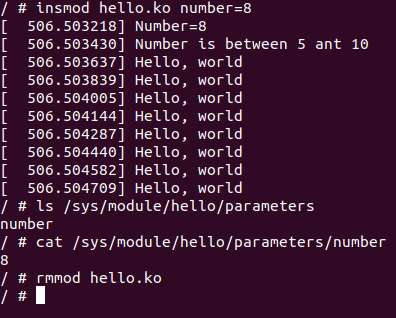 / # insmod hello.ko number=8
[  506.503218] Number=8
[  506.503430] Number is between 5 ant 10
[  506.503637] Hello, world
[  506.503839] Hello, world
[  506.504005] Hello, world
[  506.504144] Hello, world
[  506.504287] Hello, world
[  506.504440] Hello, world
[  506.504582] Hello, world
[  506.504709] Hello, world
/ # ls /sys/module/hello/parameters
number
/ # cat /sys/module/hello/parameters/number
8
/ # rmmod hello.ko
/ #